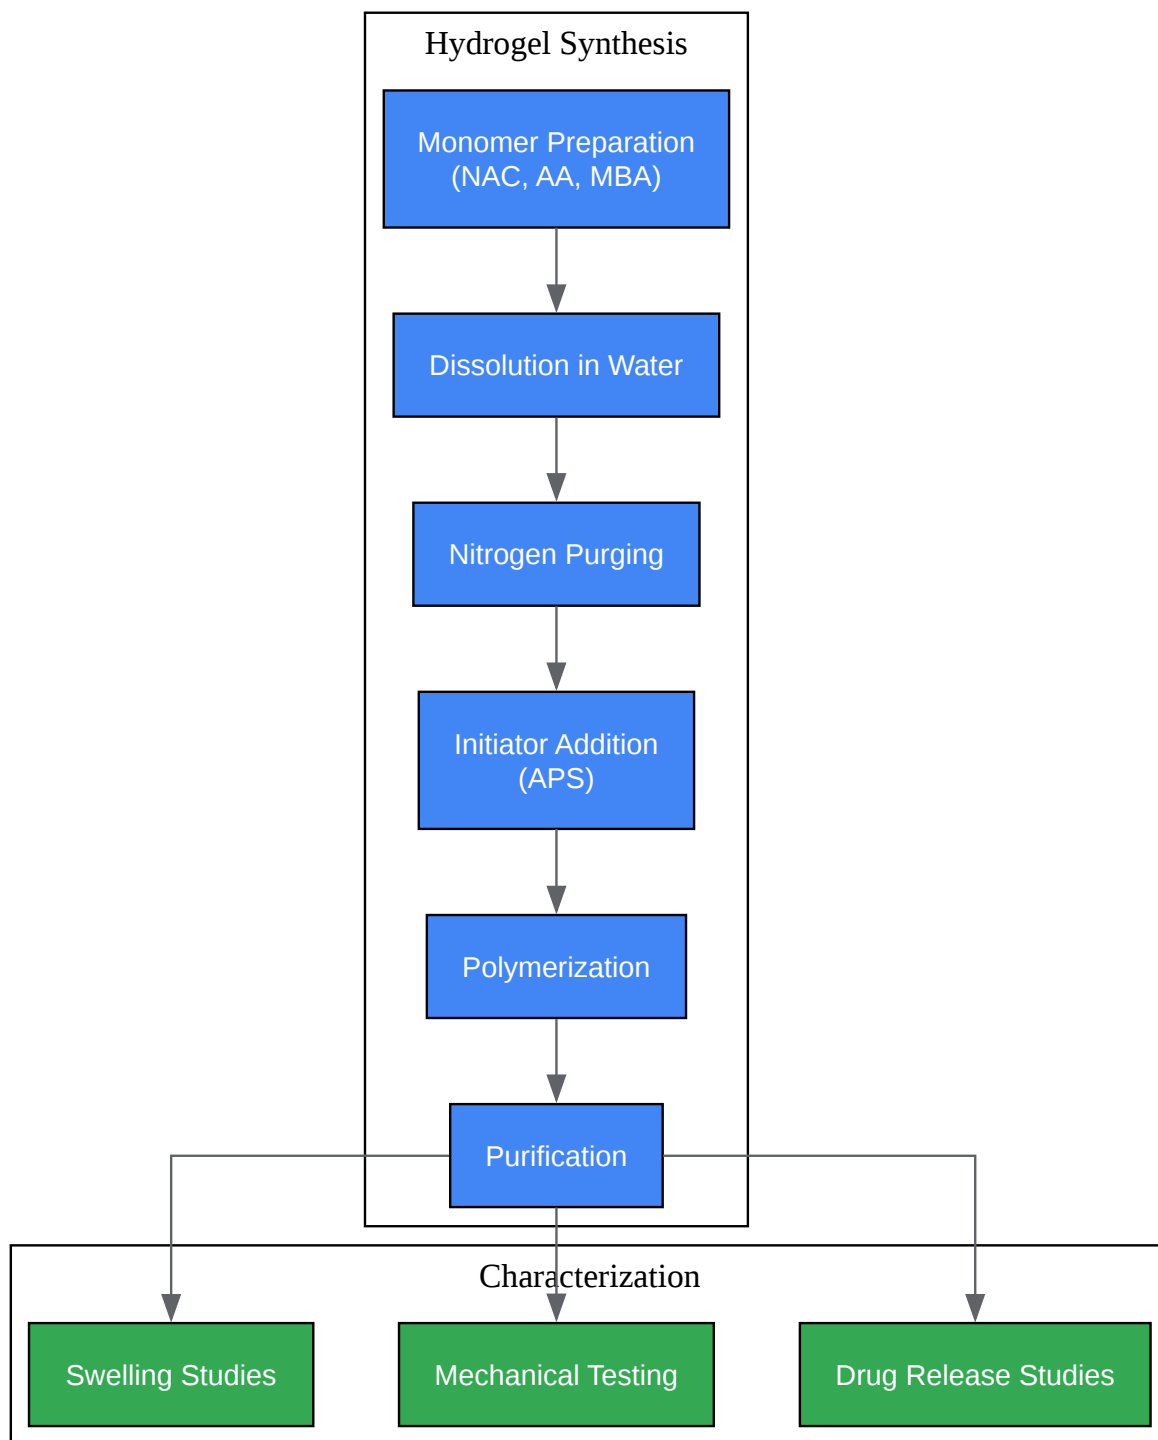 Hydrogel Synthesis
Monomer Preparation
(NAC, AA, MBA)
Dissolution in Water
Nitrogen Purging
Initiator Addition
(APS)
Polymerization
Purification
Characterization
Swelling Studies
Mechanical Testing
Drug Release Studies